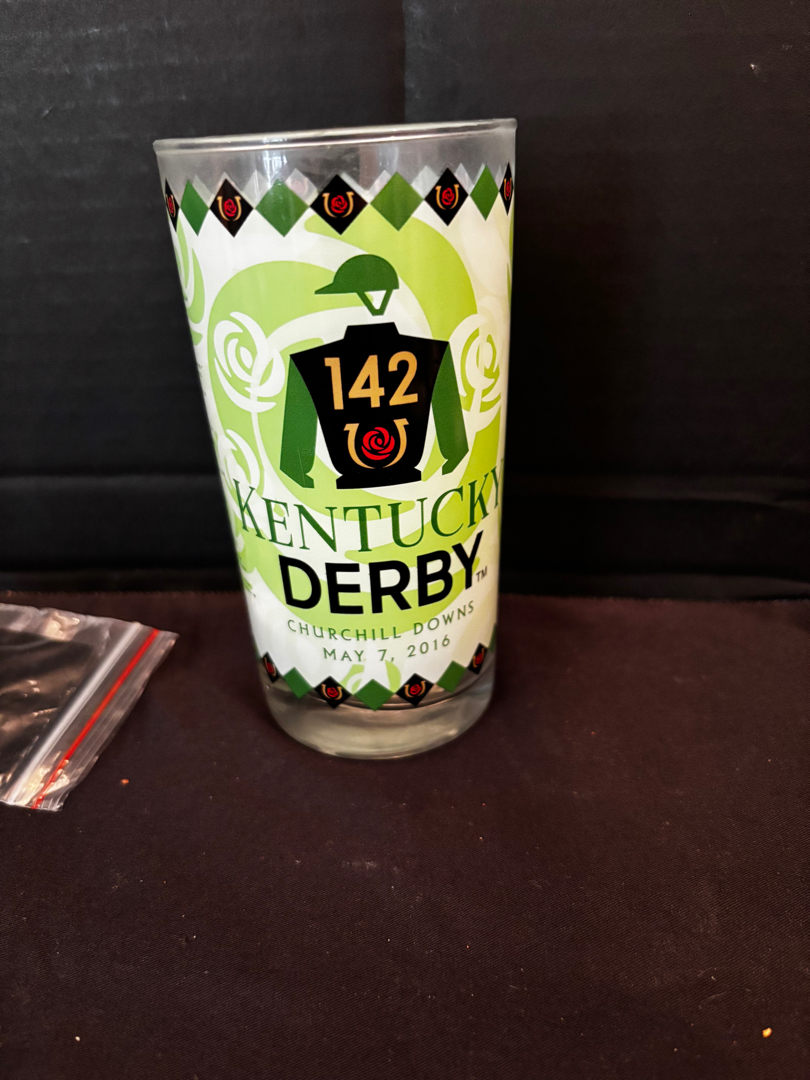 142
KENTUCKY
DERBY™
CHURCHILL DOWNS
MAY 7, 2016